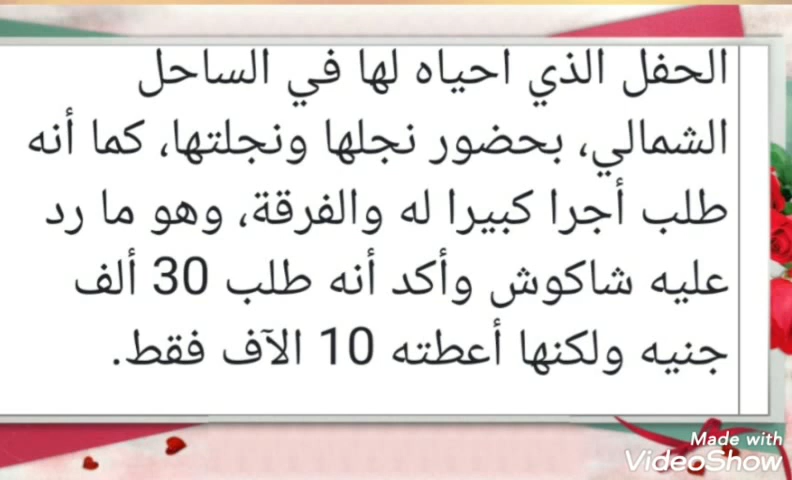 الحفل الذي احياه لها في الساحل
الشمالي، بحضور نجلها ونجلتها، كما أنه
طلب أجرا كبيرا له والفرقة، وهو ما رد
عليه شاكوش وأكد أنه طلب 30 ألف
جنيه ولكنها أعطته 10 الآف فقط.
Made with
VideoShow